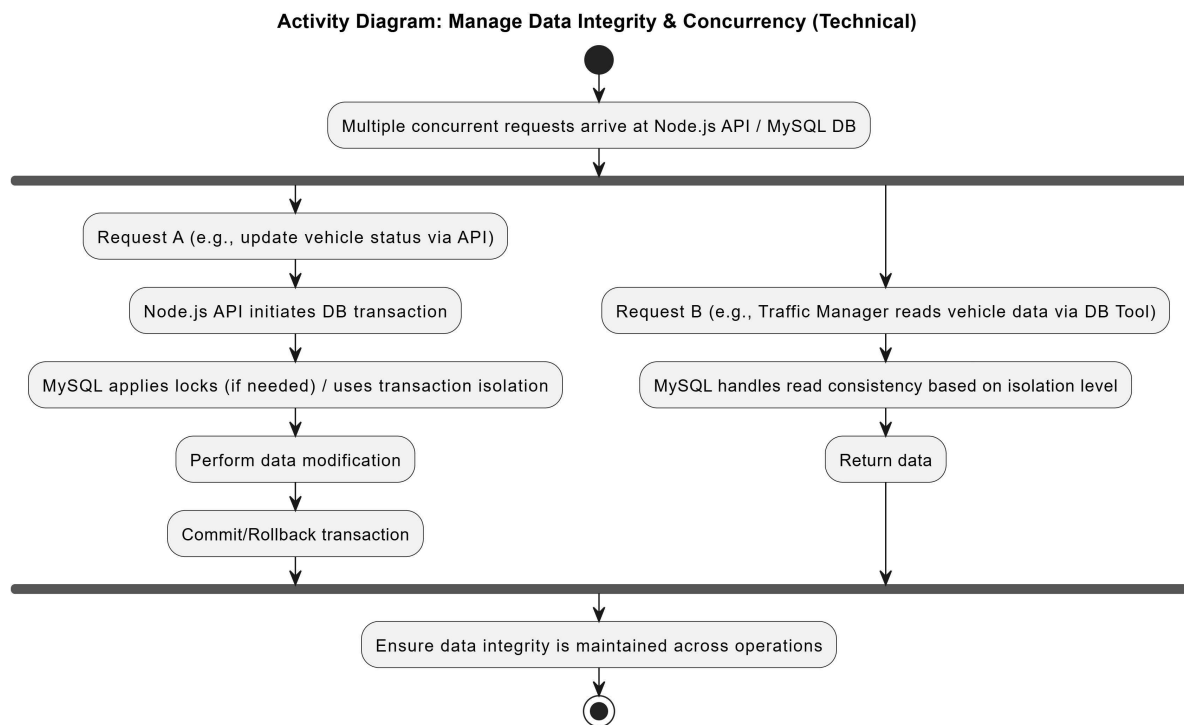 Activity Diagram: Manage Data Integrity & Concurrency (Technical)
Multiple concurrent requests arrive at Node.js API / MySQL DB
Request A (e.g., update vehicle status via API)
Node.js API initiates DB transaction
MySQL applies locks (if needed) / uses transaction isolation
Perform data modification
Commit/Rollback transaction
Request B (e.g., Traffic Manager reads vehicle data via DB Tool)
MySQL handles read consistency based on isolation level
Return data
Ensure data integrity is maintained across operations